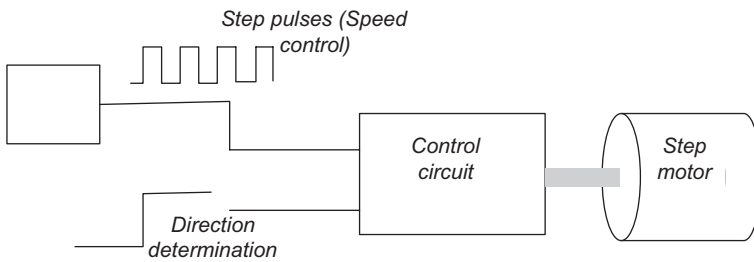 Step pulses (Speed
control)
Control
circuit
Step
motor
Direction
determination